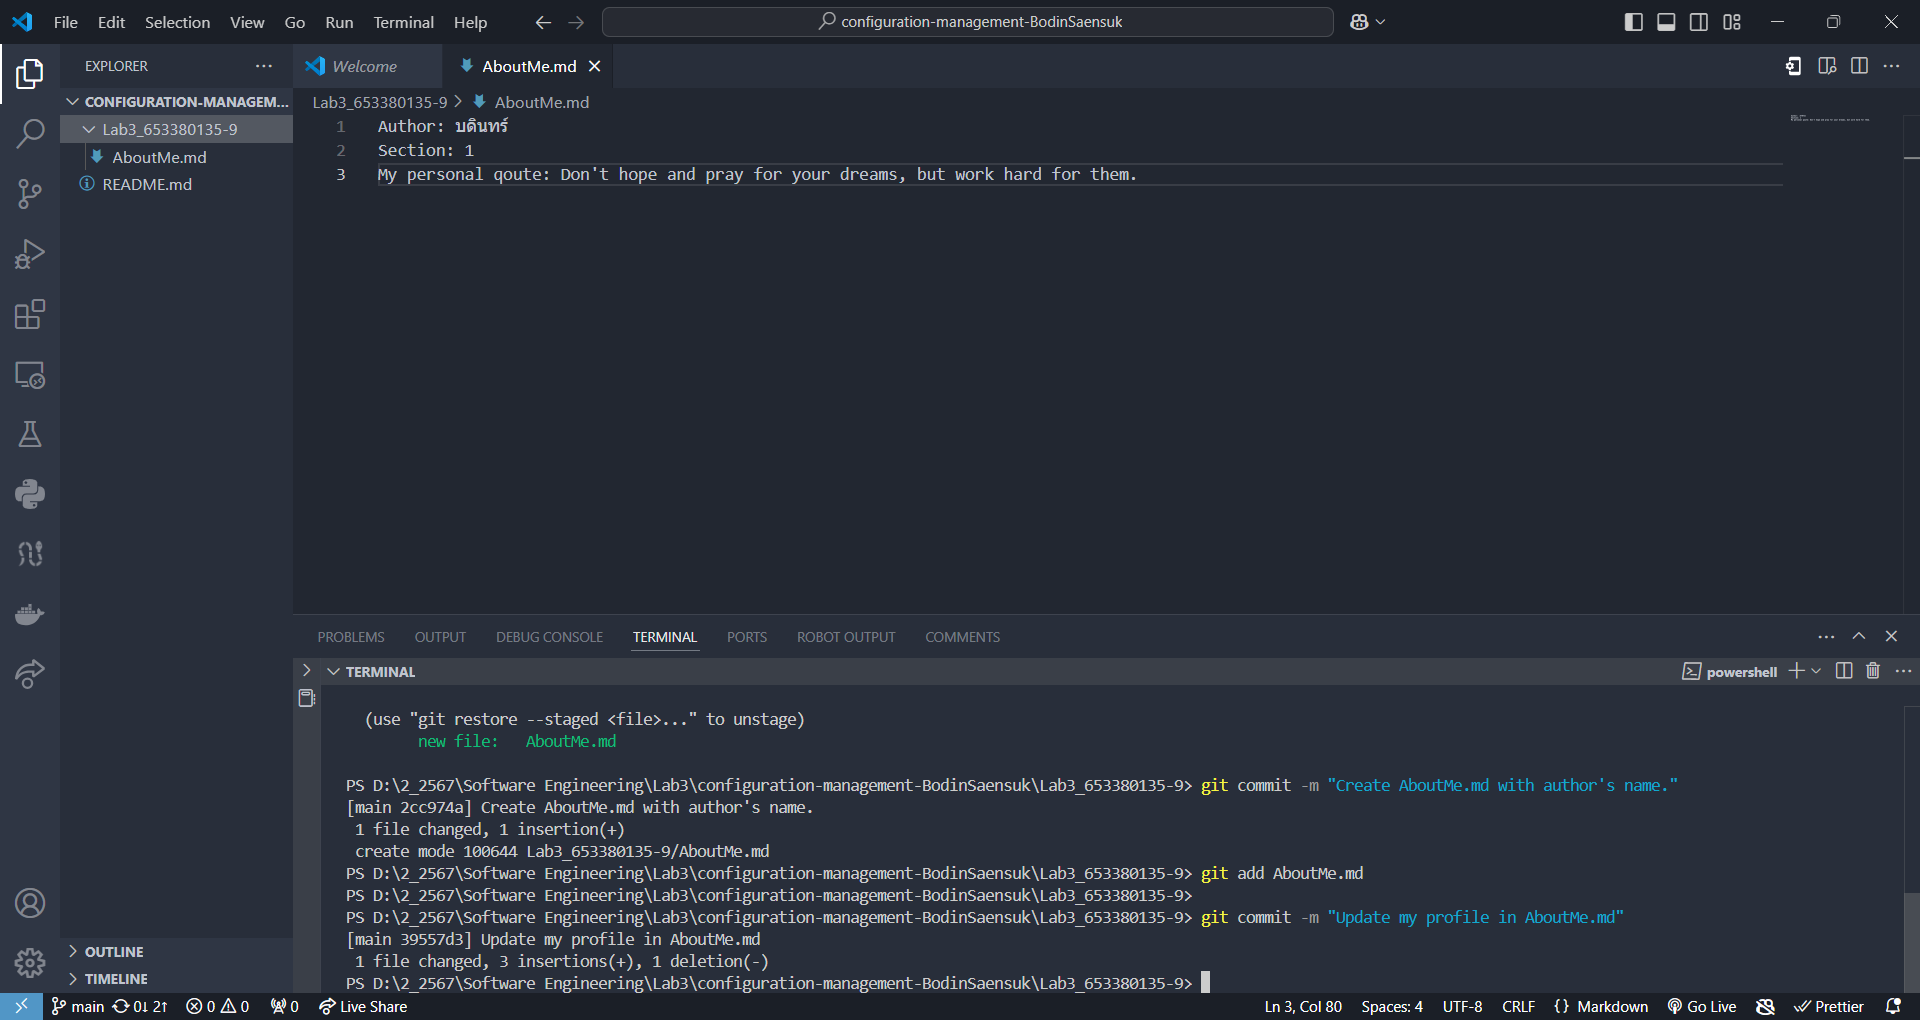 File Edit Selection View Go Run Terminal Help
configuration-management-BodinSaensuk
EXPLORER
CONFIGURATION-MANAGEM...
Lab3_653380135-9
AboutMe.md
README.md
OUTLINE
TIMELINE
Welcome
AboutMe.md
Lab3_653380135-9 > AboutMe.md
1 Author: บดินทร์
2 Section: 1
3 My personal qoute: Don't hope and pray for your dreams, but work hard for them.
PROBLEMS OUTPUT DEBUG CONSOLE TERMINAL PORTS ROBOT OUTPUT COMMENTS
TERMINAL
powershell
(use "git restore --staged <file>..." to unstage)
new file: AboutMe.md
PS D:\2_2567\Software Engineering\Lab3\configuration-management-BodinSaensuk\Lab3_653380135-9> git commit -m "Create AboutMe.md with author's name."
[main 2cc974a] Create AboutMe.md with author's name.
1 file changed, 1 insertion(+)
create mode 100644 Lab3_653380135-9/AboutMe.md
PS D:\2_2567\Software Engineering\Lab3\configuration-management-BodinSaensuk\Lab3_653380135-9> git add AboutMe.md
PS D:\2_2567\Software Engineering\Lab3\configuration-management-BodinSaensuk\Lab3_653380135-9>
PS D:\2_2567\Software Engineering\Lab3\configuration-management-BodinSaensuk\Lab3_653380135-9> git commit -m "Update my profile in AboutMe.md"
[main 39557d3] Update my profile in AboutMe.md
1 file changed, 3 insertions(+), 1 deletion(-)
PS D:\2_2567\Software Engineering\Lab3\configuration-management-BodinSaensuk\Lab3_653380135-9>
main 0↓ 2↑ 0 0 0 Live Share
Ln 3, Col 80 Spaces: 4 UTF-8 CRLF {} Markdown Go Live Prettier